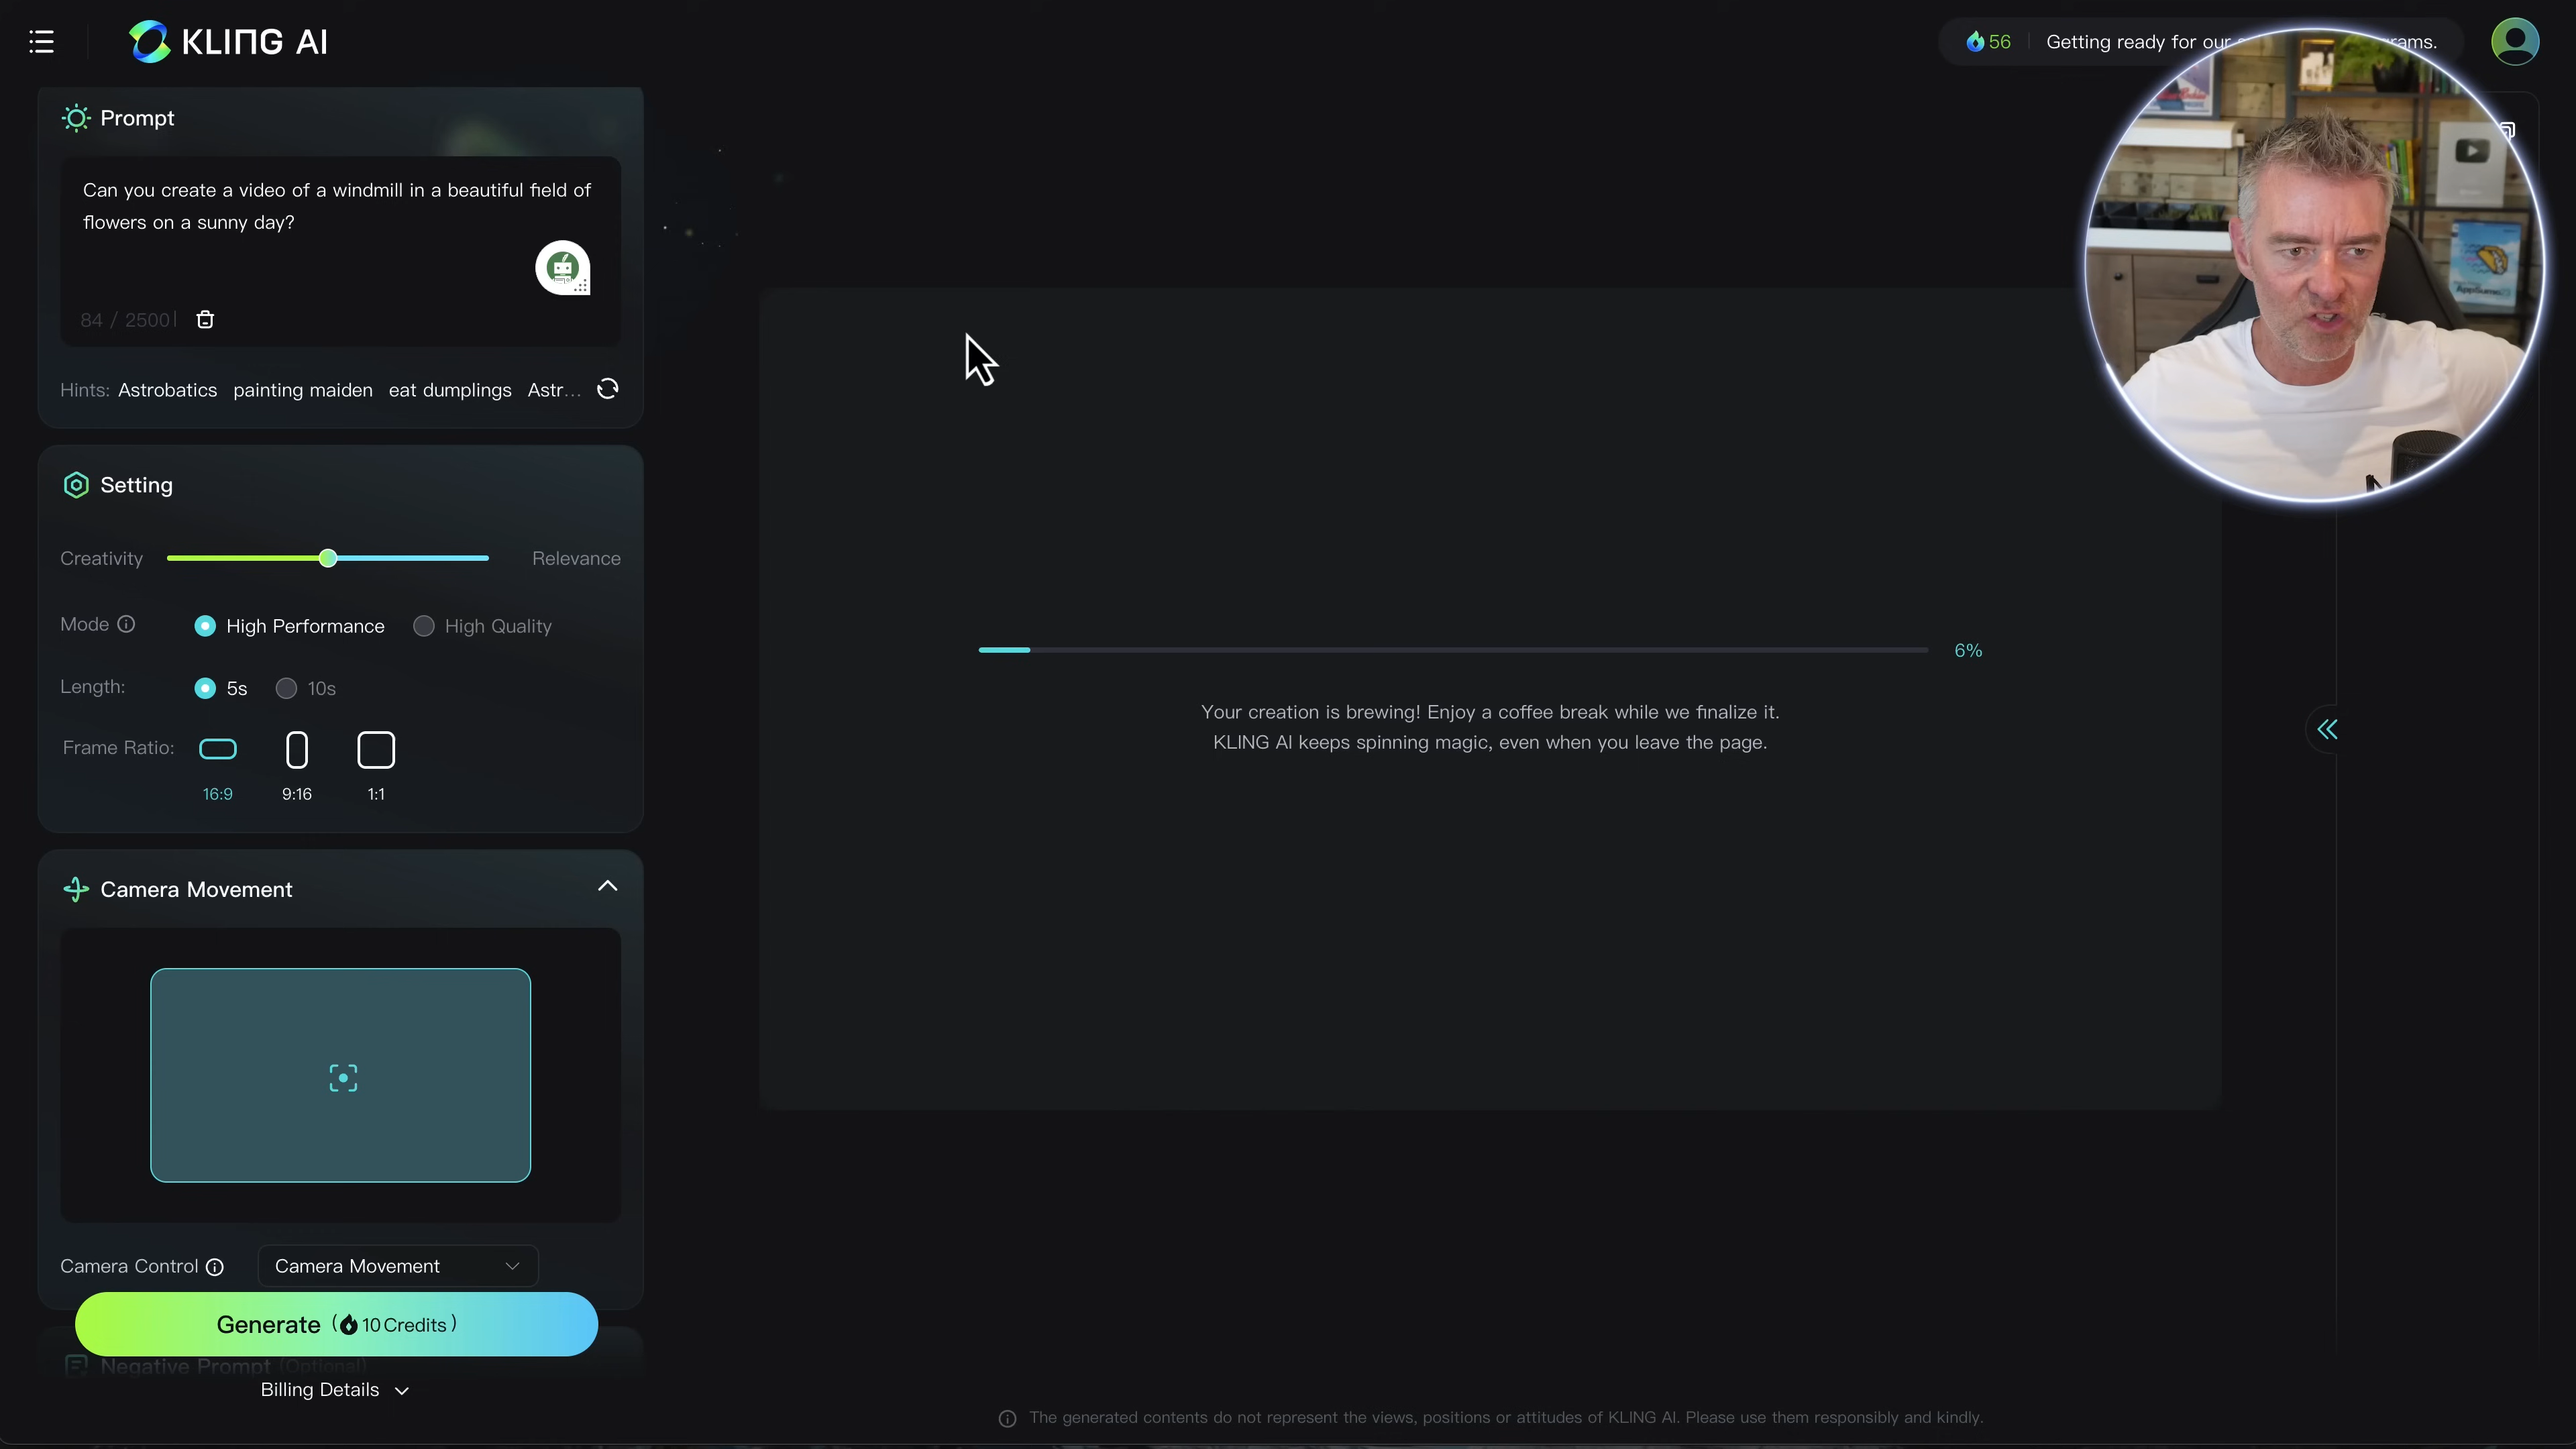 KLING AI
56
Getting ready for our
Prompt
Can you create a video of a windmill in a beautiful field of
flowers on a sunny day?
84 / 2500
Hints: Astrobatics painting maiden eat dumplings Astr...
Setting
Creativity Relevance
Mode High Performance High Quality
Length: 5s 10s
Frame Ratio:
16:9 9:16 1:1
Camera Movement
Camera Control Camera Movement
Generate (10 Credits)
Negative Prompt (Optional)
Billing Details
6%
Your creation is brewing! Enjoy a coffee break while we finalize it.
KLING AI keeps spinning magic, even when you leave the page.
The generated contents do not represent the views, positions or attitudes of KLING AI. Please use them responsibly and kindly.